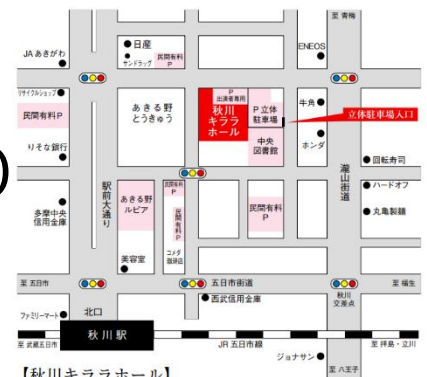 至 青梅
JA あきがわ
日産
サンドラッグ
民間有料
P
ENEOS
リサイクルショップ
民間有料P
りそな銀行
あきる野
とうきゅう
P
出演者専用
秋川
キララ
ホール
P 立体
駐車場
中央
図書館
牛角
ホンダ
立体駐車場入口
回転寿司
ハードオフ
丸亀製麺
滝山街道
駅前大通り
多摩中央
信用金庫
あきる野
ルピア
民間有料
P
民間有料P
民間有料
P
美容室
コメダ
珈琲店
至 五日市
五日市街道
至 福生
西武信用金庫
秋川
交差点
ファミリーマート
北口
秋川駅
至 武蔵五日市
JR 五日市線
至 拝島・立川
ジョナサン
至 八王子
【秋川キララホール】